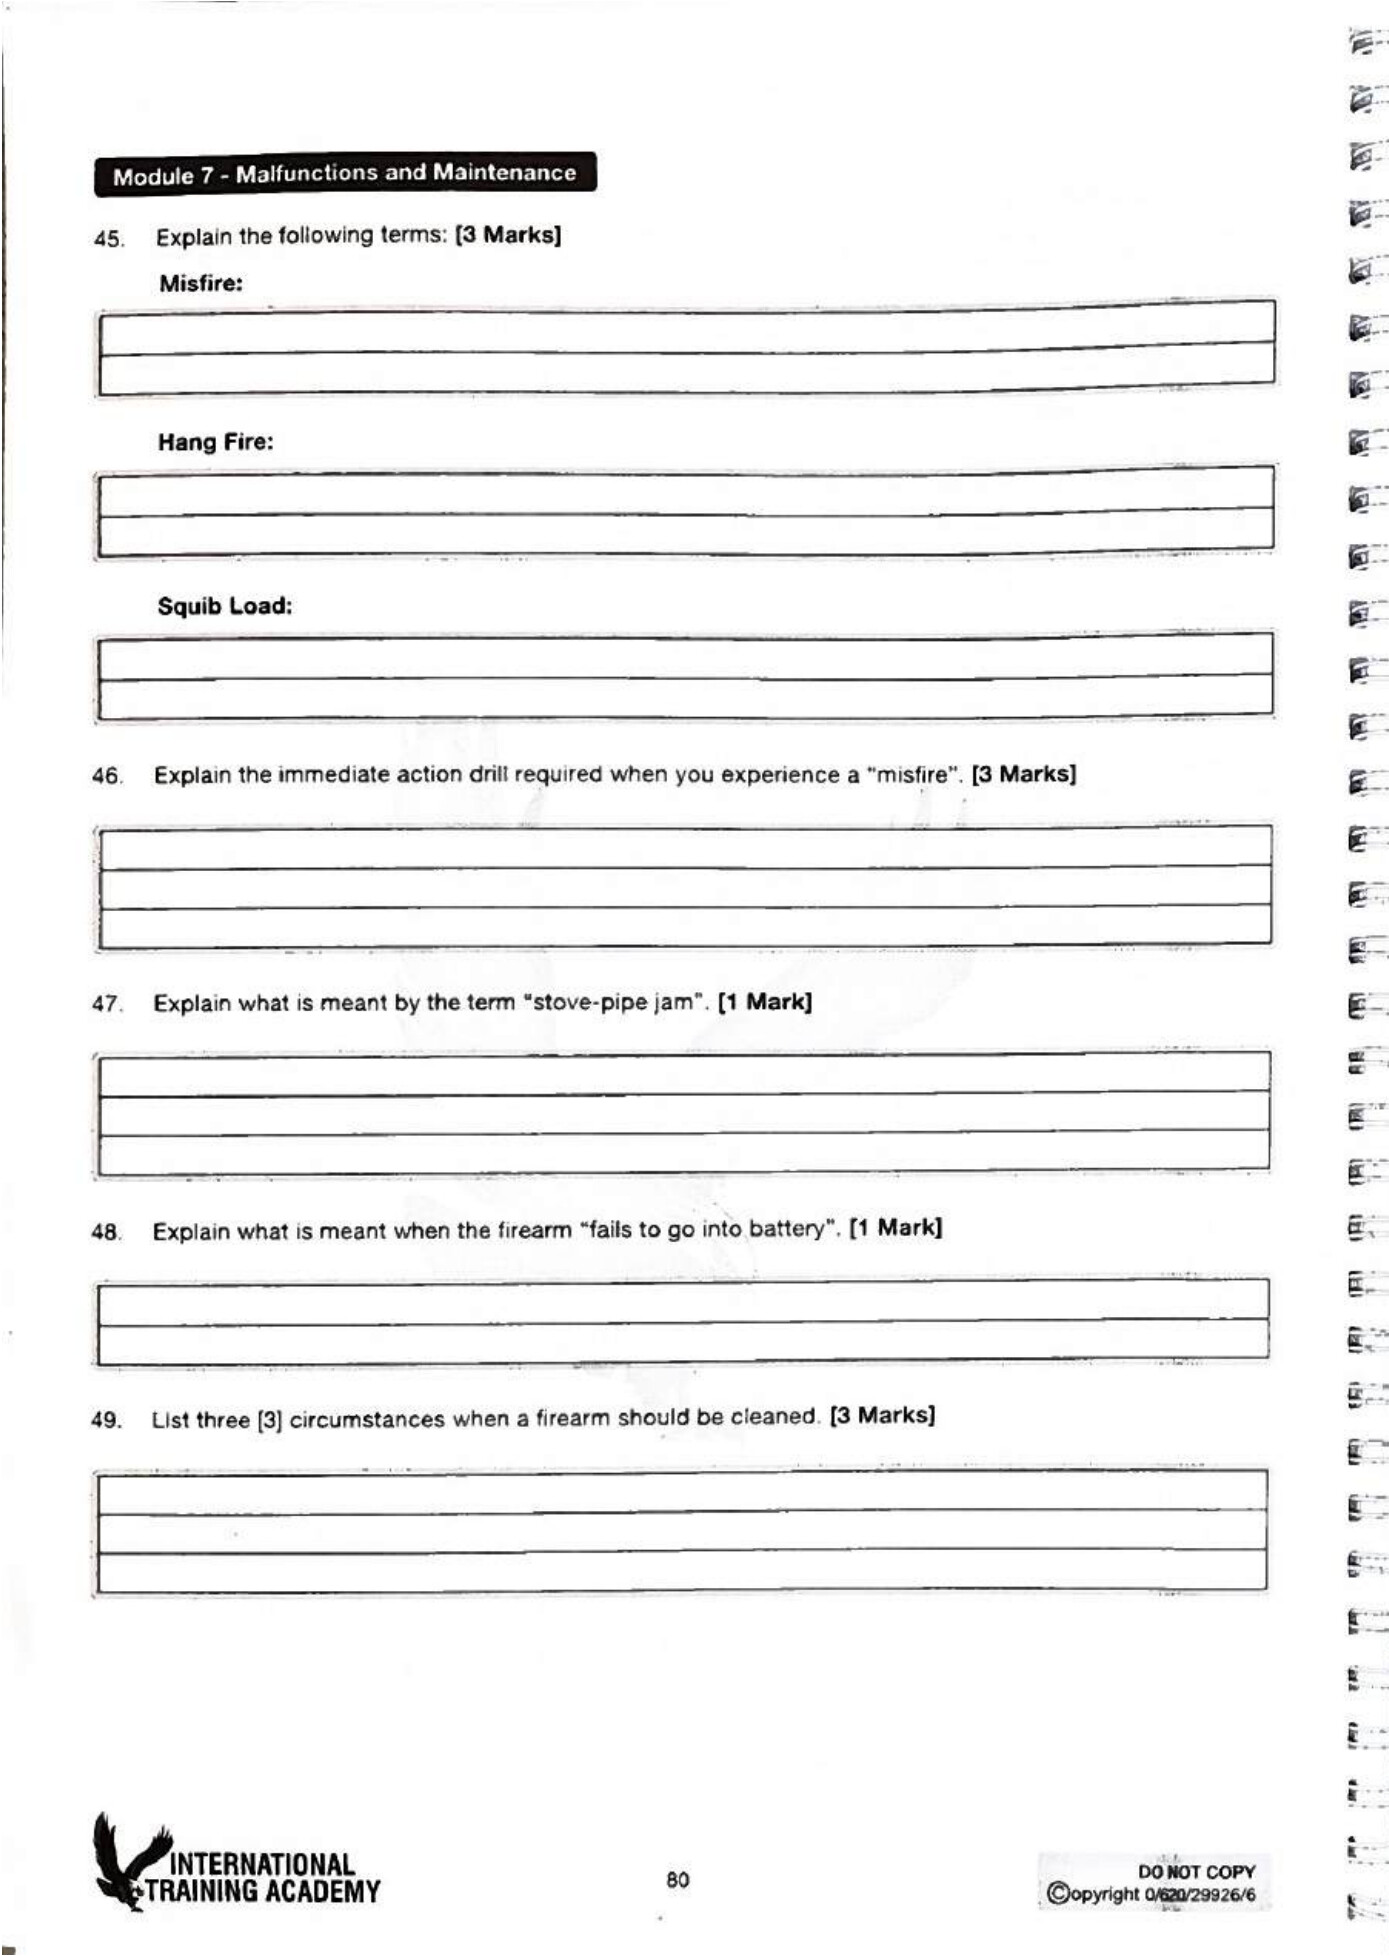 Module 7 - Malfunctions and Maintenance
45. Explain the following terms: [3 Marks]
Misfire:
Hang Fire:
Squib Load:
46. Explain the immediate action drill required when you experience a "misfire". [3 Marks]
47. Explain what is meant by the term "stove-pipe jam". [1 Mark]
48. Explain what is meant when the firearm "fails to go into battery". [1 Mark]
49. List three [3] circumstances when a firearm should be cleaned. [3 Marks]
INTERNATIONAL
TRAINING ACADEMY
80
DO NOT COPY
©opyright 0/620/29926/6